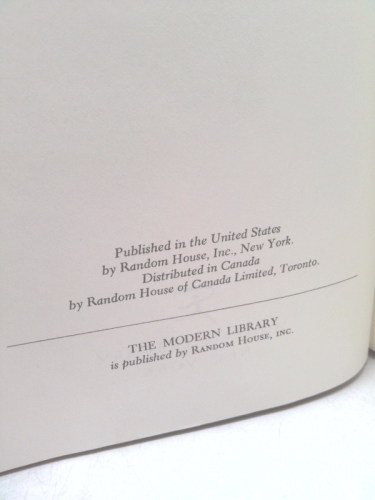 Published in the United States
by Random House, Inc., New York.
Distributed in Canada
by Random House of Canada Limited, Toronto.
THE MODERN LIBRARY
is published by RANDOM HOUSE, INC.